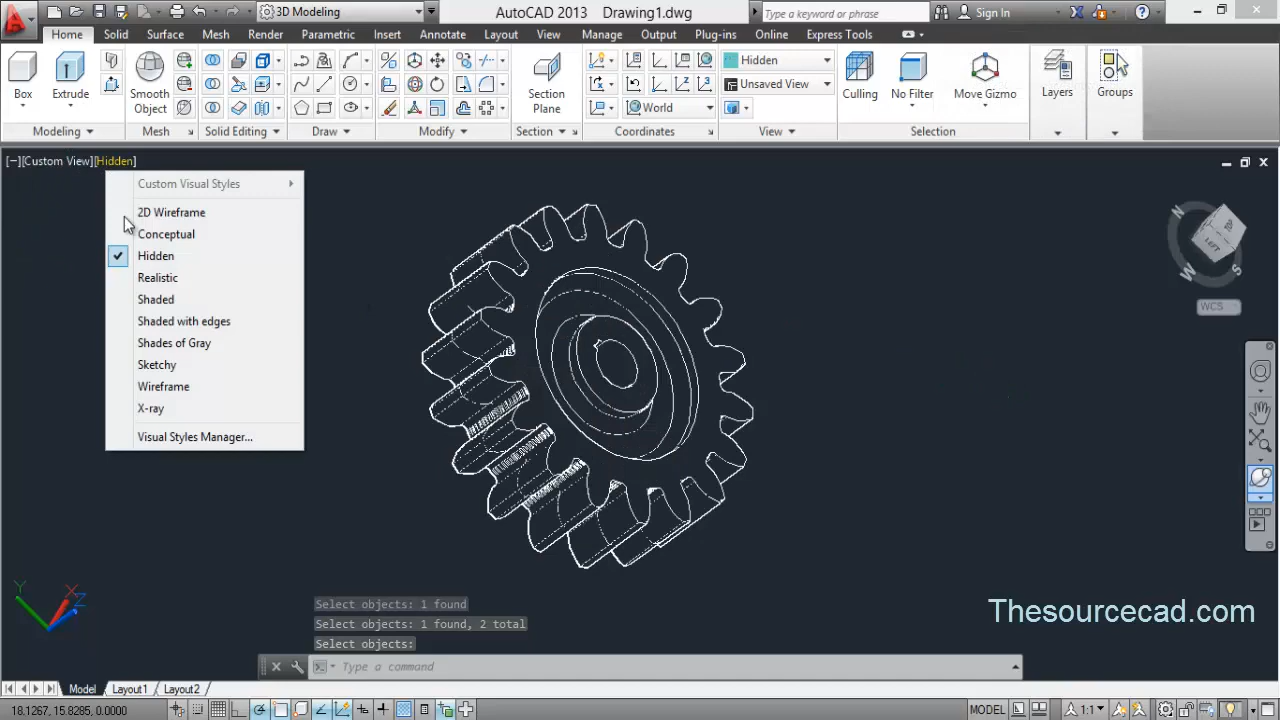 3D Modeling
AutoCAD 2013 Drawing1.dwg
Type a keyword or phrase
Sign In
Home Solid Surface Mesh Render Parametric Insert Annotate Layout View Manage Output Plug-ins Online Express Tools
Box
Extrude
Smooth
Object
Section
Plane
Hidden
Unsaved View
World
Culling
No Filter
Move Gizmo
Layers
Groups
Modeling
Mesh
Solid Editing
Draw
Modify
Section
Coordinates
View
Selection
[−][Custom View][Hidden]
Custom Visual Styles
2D Wireframe
Conceptual
Hidden
Realistic
Shaded
Shaded with edges
Shades of Gray
Sketchy
Wireframe
X-ray
Visual Styles Manager...
N
TOP
LEFT
W
S
WCS
Y
X
Z
Select objects: 1 found
Select objects: 1 found, 2 total
Select objects:
Thesourcecad.com
Type a command
Model Layout1 Layout2
18.1267, 15.8285, 0.0000
MODEL
1:1